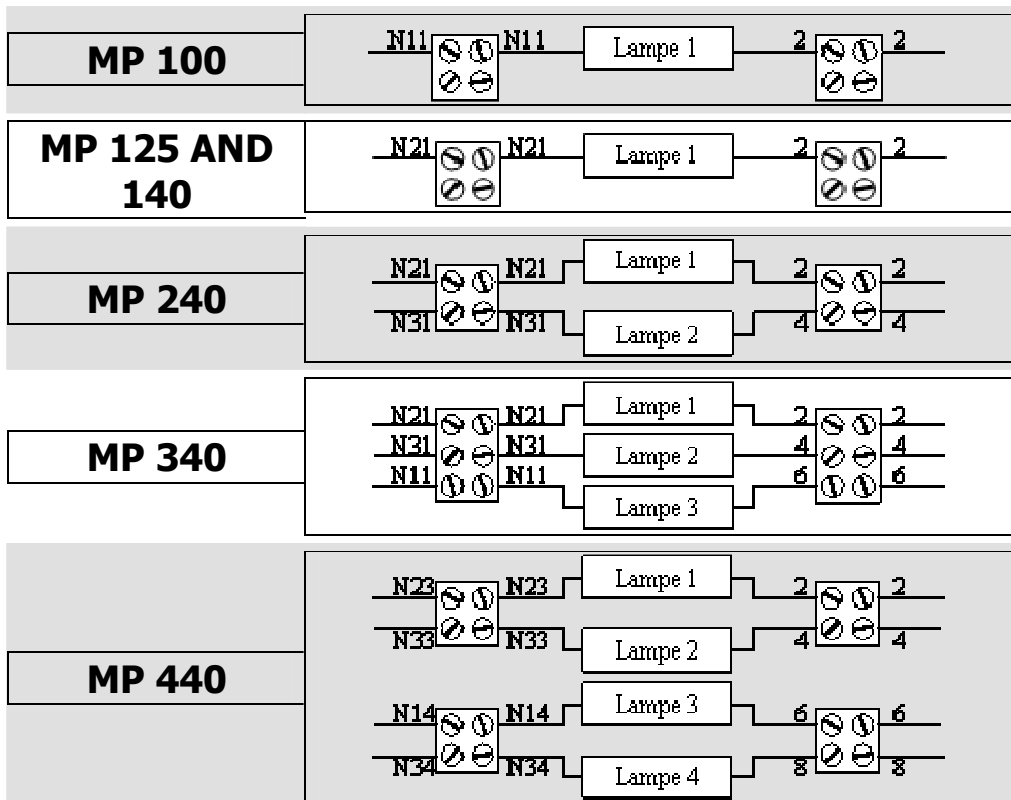 MP 100
N11 N11 Lampe 1 2 2
MP 125 AND
140
N21 N21 Lampe 1 2 2
MP 240
N21 N21 Lampe 1 2 2
N31 N31 Lampe 2 4 4
MP 340
N21 N21 Lampe 1 2 2
N31 N31 Lampe 2 4 4
N11 N11 Lampe 3 6 6
MP 440
N23 N23 Lampe 1 2 2
N33 N33 Lampe 2 4 4
N14 N14 Lampe 3 6 6
N34 N34 Lampe 4 8 8